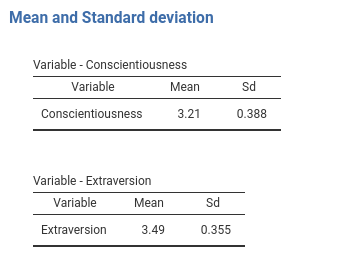 Mean and Standard deviation
Variable - Conscientiousness
Variable Mean Sd
Conscientiousness 3.21 0.388
Variable - Extraversion
Variable Mean Sd
Extraversion 3.49 0.355